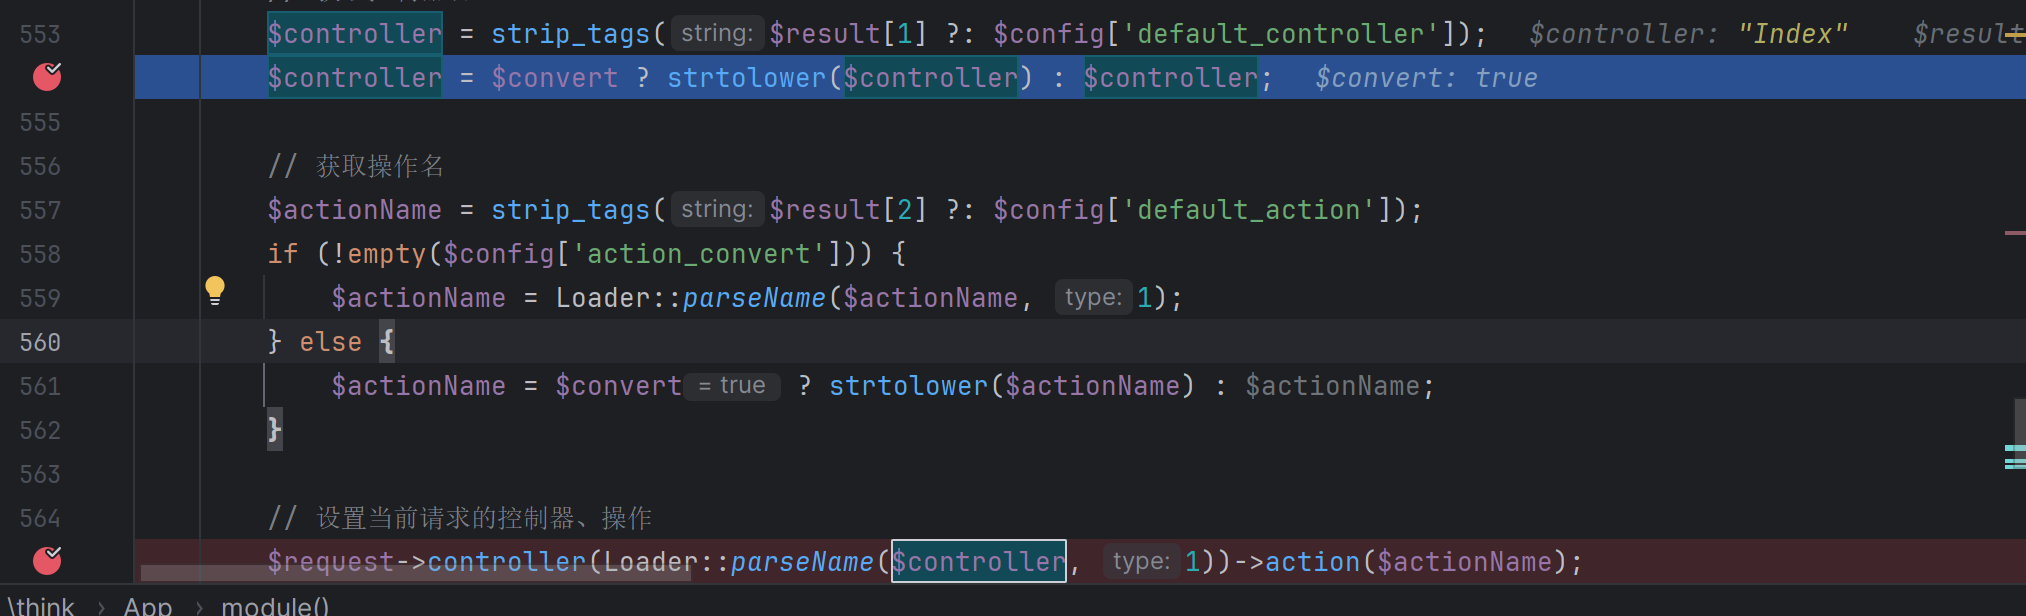 553 $controller = strip_tags( string: $result[1] ?: $config['default_controller']); $controller: "Index" $result
$controller = $convert ? strtolower($controller) : $controller; $convert: true
555
556 // 获取操作名
557 $actionName = strip_tags( string: $result[2] ?: $config['default_action']);
558 if (!empty($config['action_convert'])) {
559 $actionName = Loader::parseName($actionName, type: 1);
560 } else {
561 $actionName = $convert = true ? strtolower($actionName) : $actionName;
562 }
563
564 // 设置当前请求的控制器、操作
$request->controller(Loader::parseName($controller, type: 1))->action($actionName);
\think › App › module()